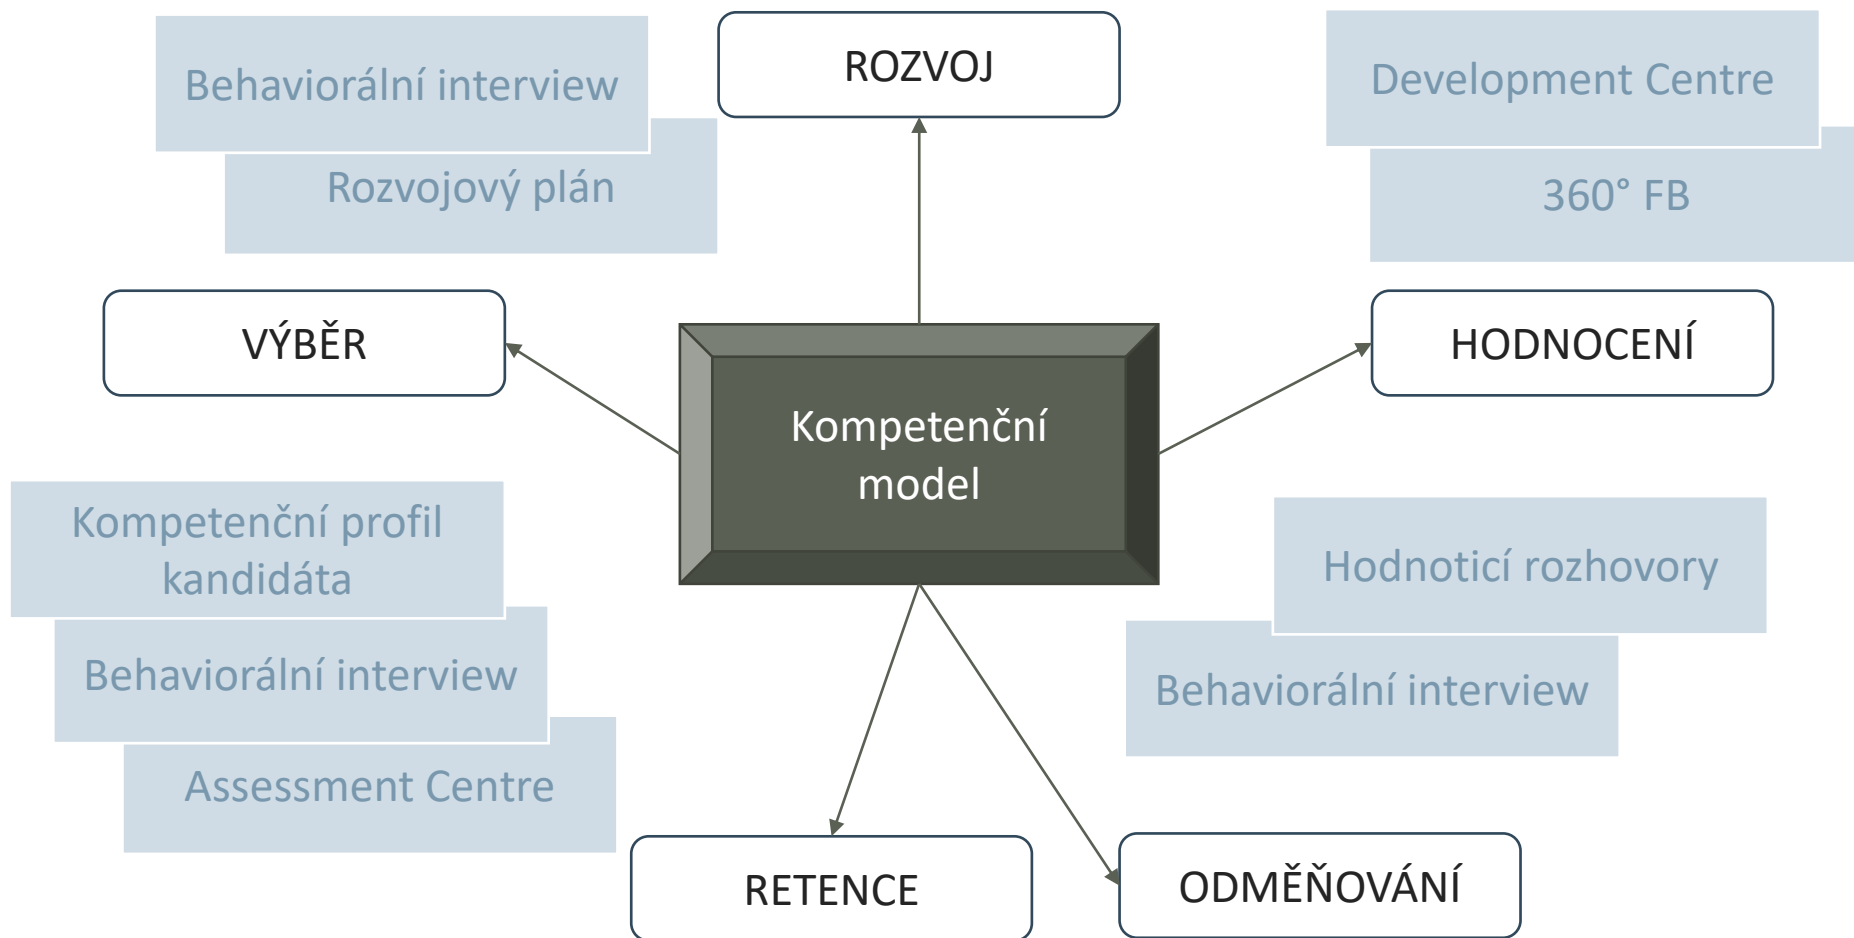 Behaviorální interview
Rozvojový plán
ROZVOJ
Development Centre
360° FB
VÝBĚR
HODNOCENÍ
Kompetenční
model
Kompetenční profil
kandidáta
Behaviorální interview
Assessment Centre
Hodnoticí rozhovory
Behaviorální interview
RETENCE
ODMĚŇOVÁNÍ